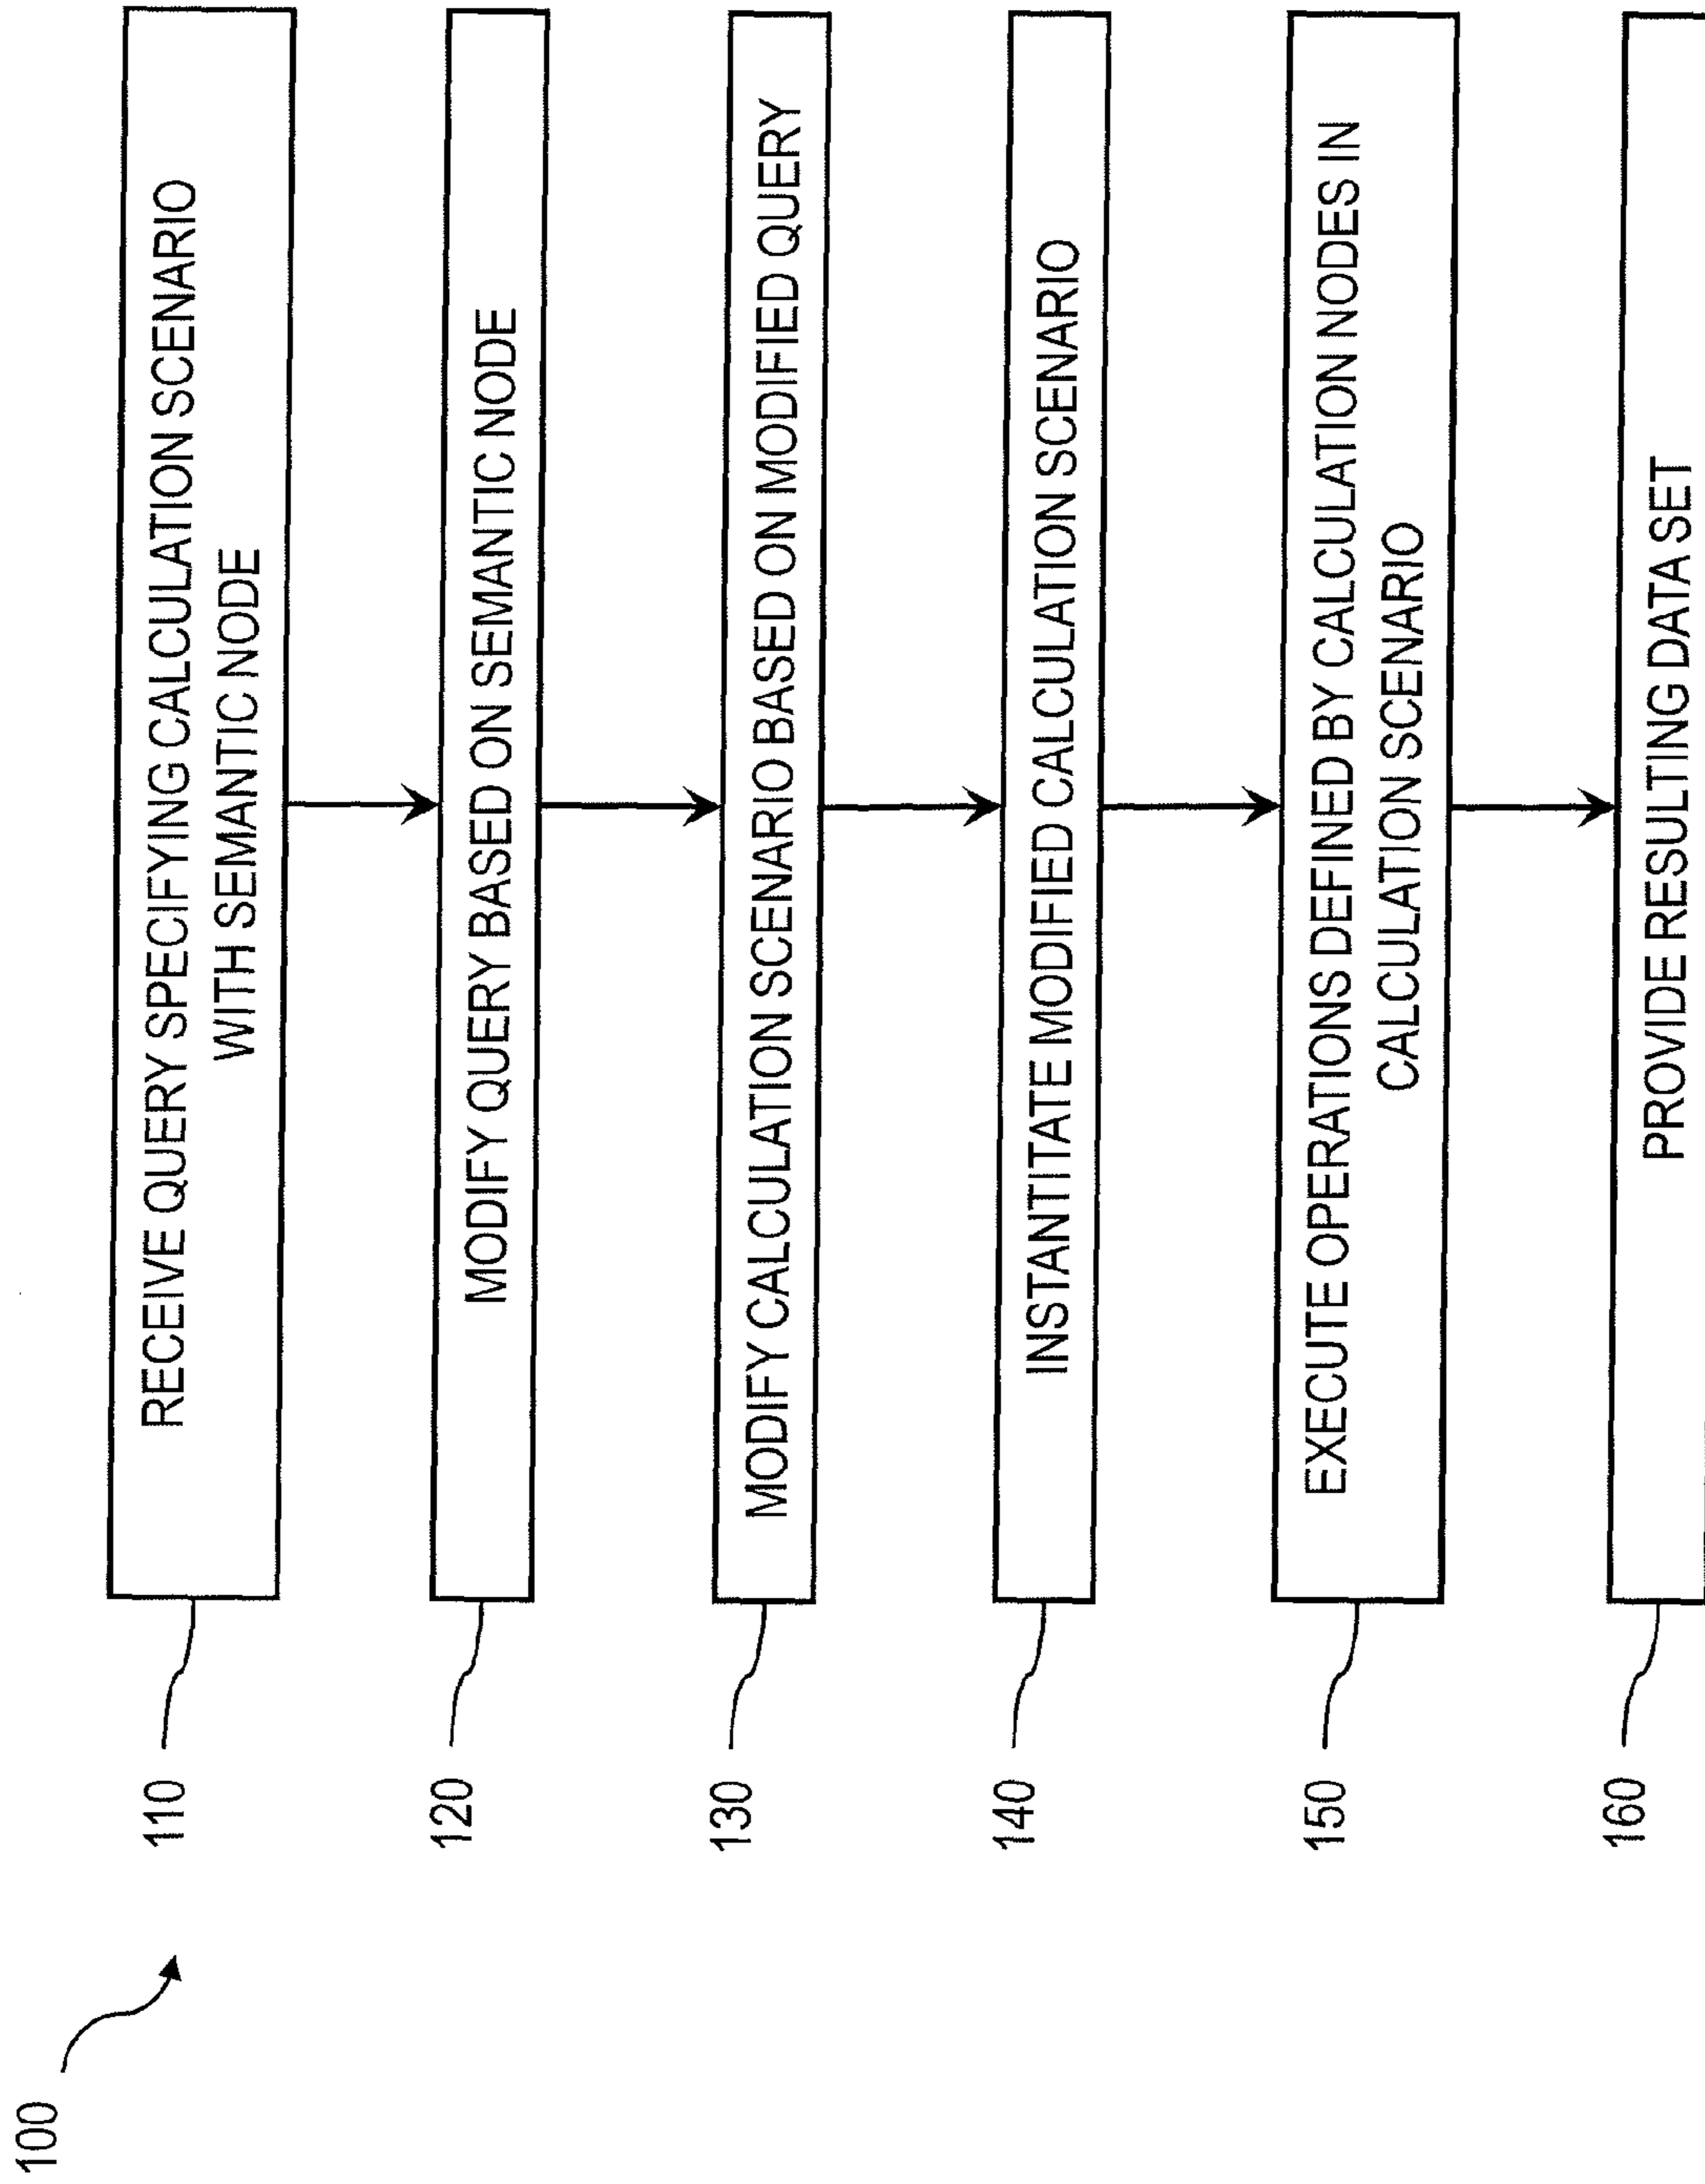 100
110
RECEIVE QUERY SPECIFYING CALCULATION SCENARIO
WITH SEMANTIC NODE
120
MODIFY QUERY BASED ON SEMANTIC NODE
130
MODIFY CALCULATION SCENARIO BASED ON MODIFIED QUERY
140
INSTANTITATE MODIFIED CALCULATION SCENARIO
150
EXECUTE OPERATIONS DEFINED BY CALCULATION NODES IN
CALCULATION SCENARIO
160
PROVIDE RESULTING DATA SET